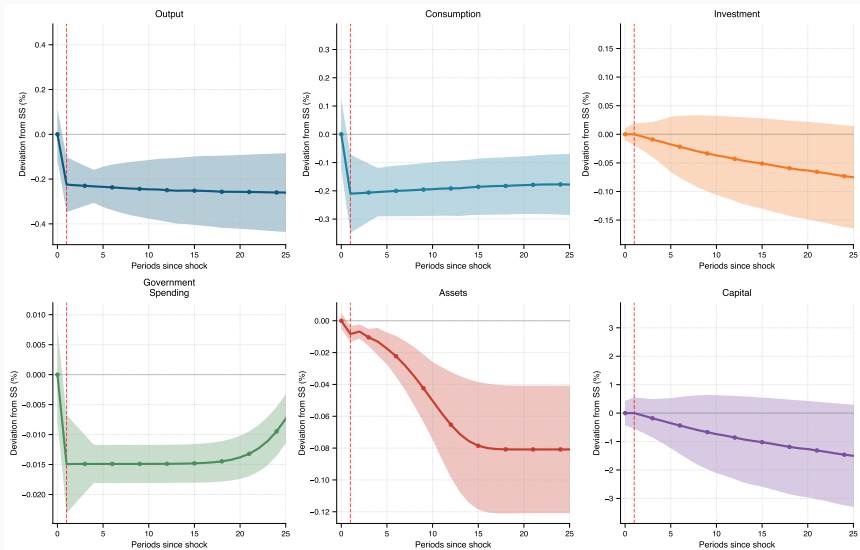 Output
0.4
0.2
0.0
−0.2
−0.4
Deviation from SS (%)
0 5 10 15 20 25
Periods since shock
Consumption
0.3
0.2
0.1
0.0
−0.1
−0.2
−0.3
Deviation from SS (%)
0 5 10 15 20 25
Periods since shock
Investment
0.15
0.10
0.05
0.00
−0.05
−0.10
−0.15
Deviation from SS (%)
0 5 10 15 20 25
Periods since shock
Government
Spending
0.010
0.005
0.000
−0.005
−0.010
−0.015
−0.020
Deviation from SS (%)
0 5 10 15 20 25
Periods since shock
Assets
0.00
−0.02
−0.04
−0.06
−0.08
−0.10
−0.12
Deviation from SS (%)
0 5 10 15 20 25
Periods since shock
Capital
3
2
1
0
−1
−2
−3
Deviation from SS (%)
0 5 10 15 20 25
Periods since shock